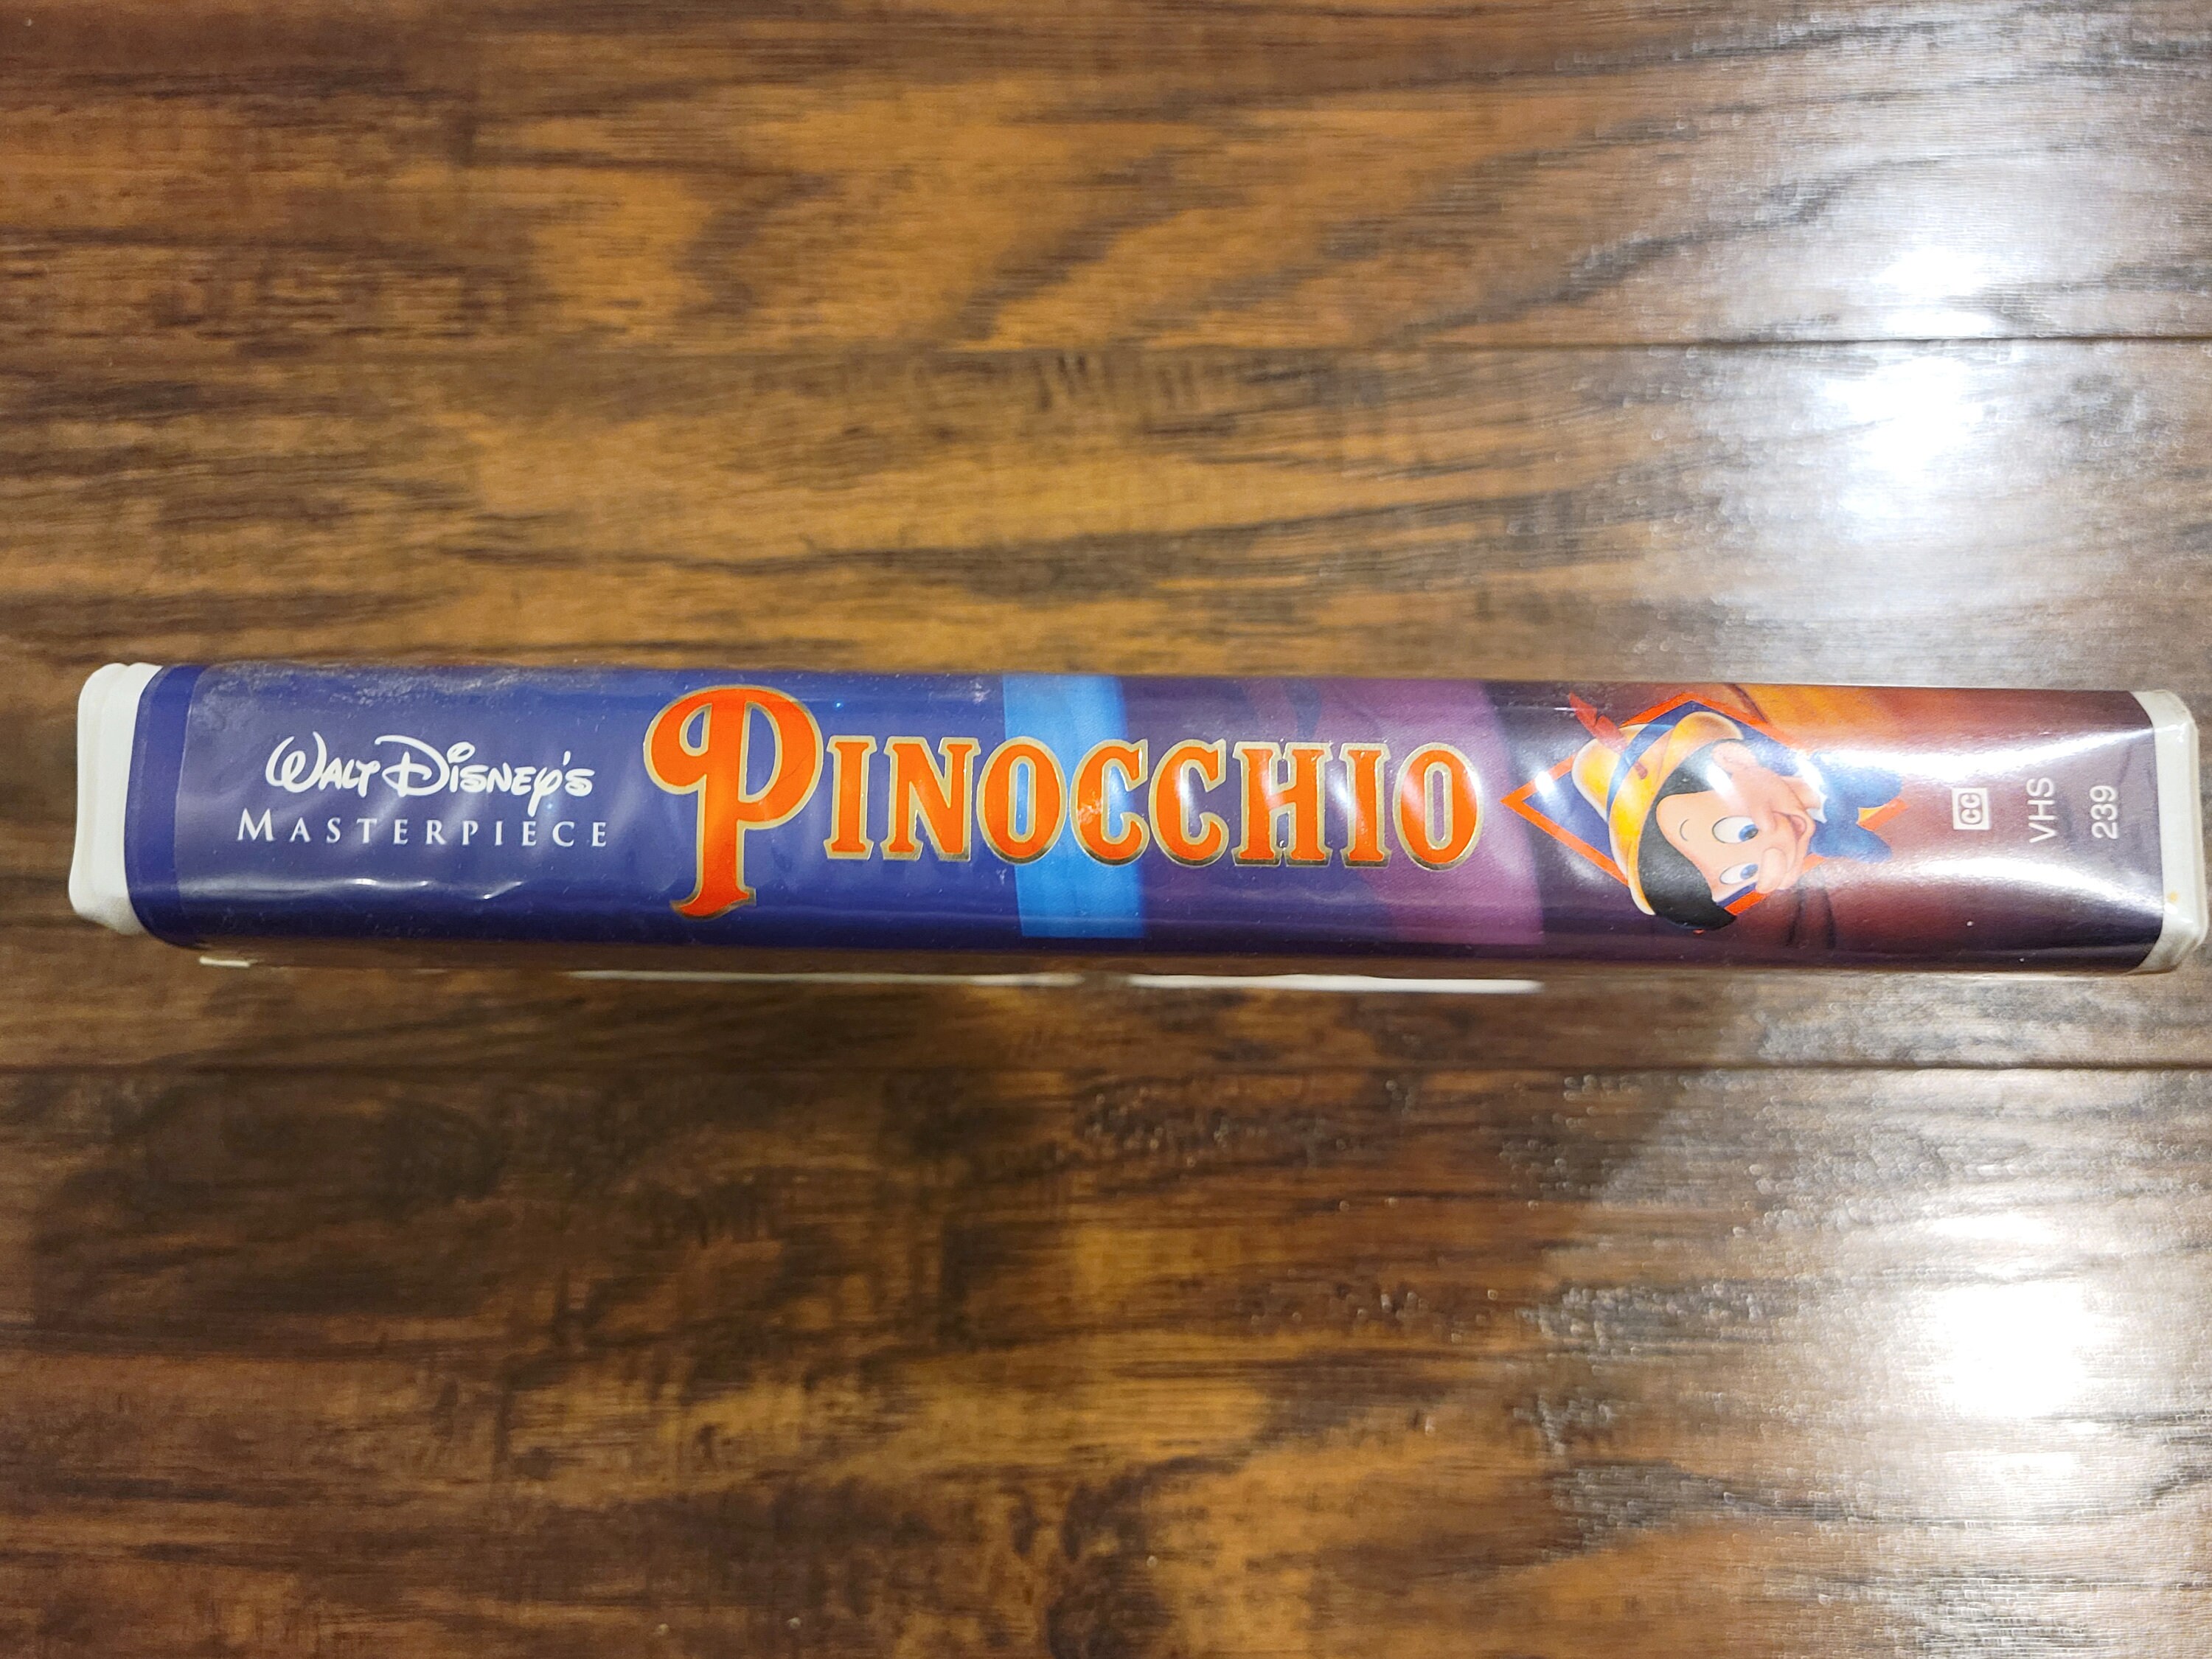 WALT DISNEY'S
MASTERPIECE
PINOCCHIO
CC
VHS
239